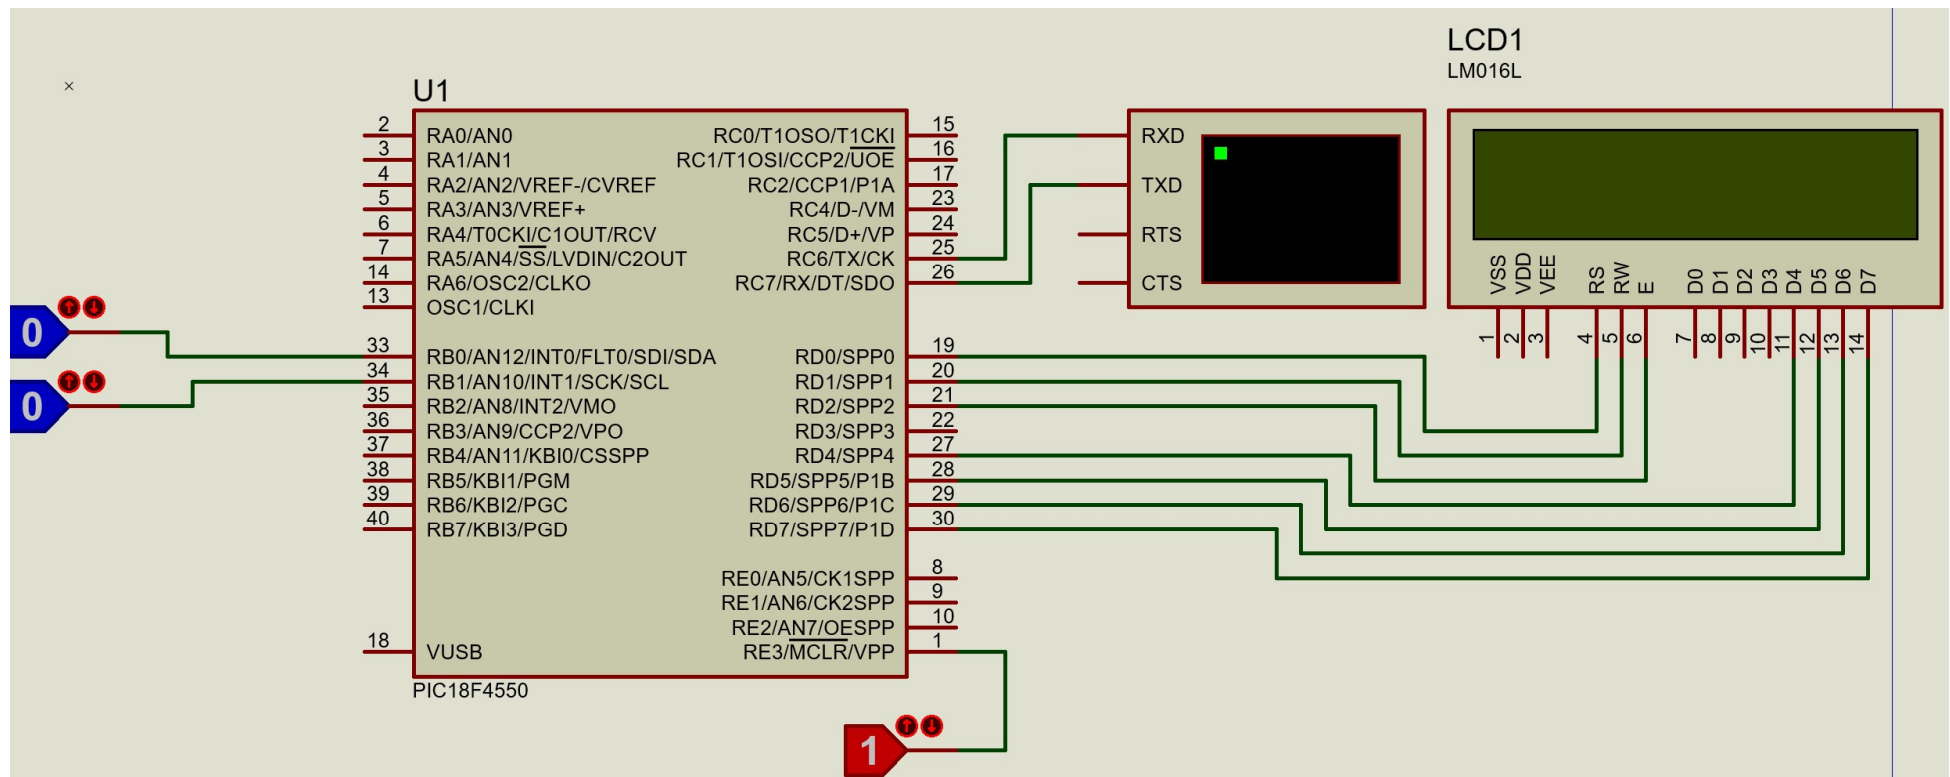 LCD1
LM016L
U1
2 RA0/AN0
3 RA1/AN1
4 RA2/AN2/VREF-/CVREF
5 RA3/AN3/VREF+
6 RA4/T0CKI/C1OUT/RCV
7 RA5/AN4/SS/LVDIN/C2OUT
14 RA6/OSC2/CLKO
13 OSC1/CLKI
0
33 RB0/AN12/INT0/FLT0/SDI/SDA
34 RB1/AN10/INT1/SCK/SCL
0
35 RB2/AN8/INT2/VMO
36 RB3/AN9/CCP2/VPO
37 RB4/AN11/KBI0/CSSPP
38 RB5/KBI1/PGM
39 RB6/KBI2/PGC
40 RB7/KBI3/PGD
18 VUSB
RC0/T1OSO/T1CKI 15
RC1/T1OSI/CCP2/UOE 16
RC2/CCP1/P1A 17
RC4/D-/VM 23
RC5/D+/VP 24
RC6/TX/CK 25
RC7/RX/DT/SDO 26
RD0/SPP0 19
RD1/SPP1 20
RD2/SPP2 21
RD3/SPP3 22
RD4/SPP4 27
RD5/SPP5/P1B 28
RD6/SPP6/P1C 29
RD7/SPP7/P1D 30
RE0/AN5/CK1SPP 8
RE1/AN6/CK2SPP 9
RE2/AN7/OESPP 10
RE3/MCLR/VPP 1
PIC18F4550
1
RXD
TXD
RTS
CTS
VSS VDD VEE RS RW E D0 D1 D2 D3 D4 D5 D6 D7
1 2 3 4 5 6 7 8 9 10 11 12 13 14